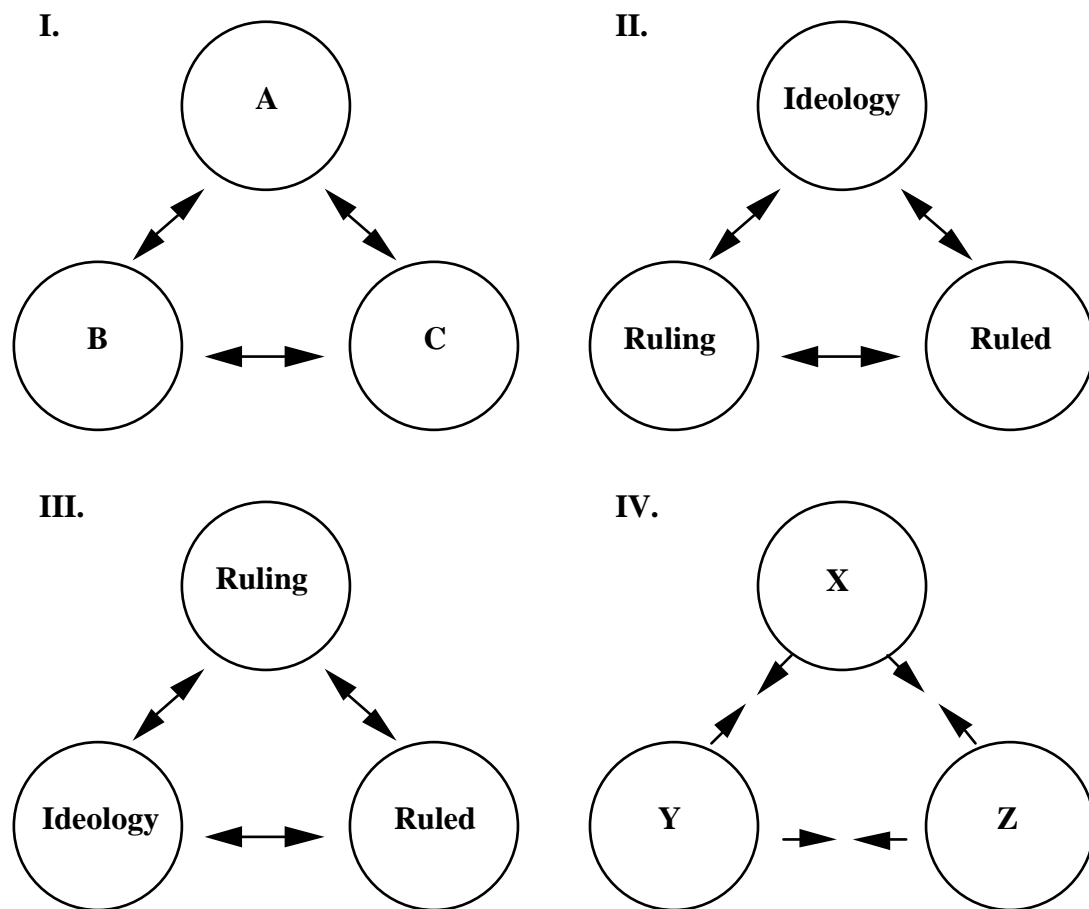 I.
A
B
C
II.
Ideology
Ruling
Ruled
III.
Ruling
Ideology
Ruled
IV.
X
Y
Z